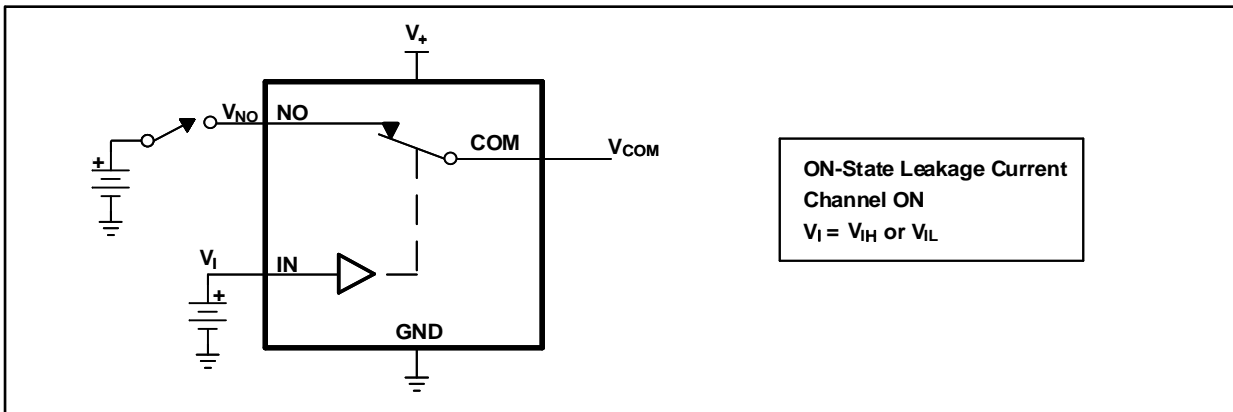 V+
VNO NO
COM
VCOM
+
VI IN
+
GND
ON-State Leakage Current
Channel ON
VI = VIH or VIL